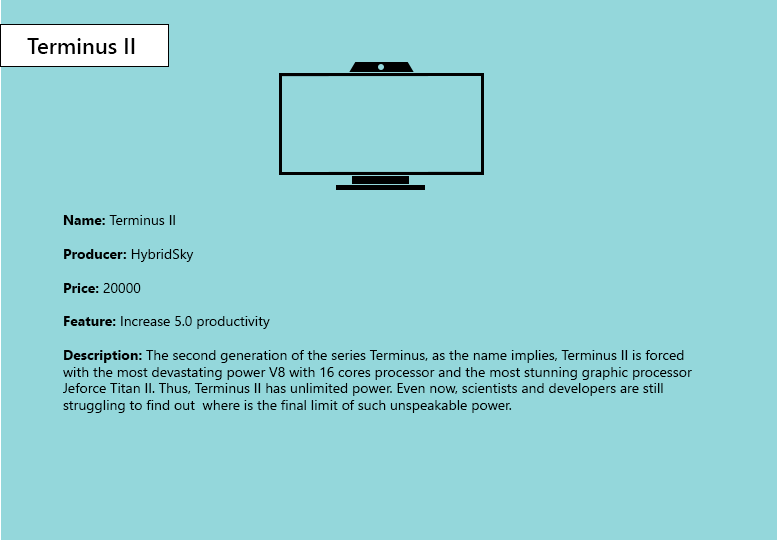 Terminus II
Name: Terminus II
Producer: HybridSky
Price: 20000
Feature: Increase 5.0 productivity
Description: The second generation of the series Terminus, as the name implies, Terminus II is forced
with the most devastating power V8 with 16 cores processor and the most stunning graphic processor
Jeforce Titan II. Thus, Terminus II has unlimited power. Even now, scientists and developers are still
struggling to find out  where is the final limit of such unspeakable power.